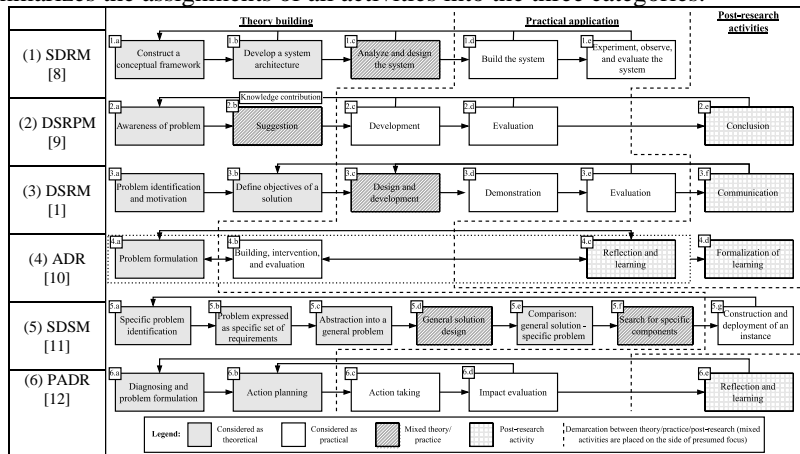 summarizes the assignments of all activities into the three categories.
Theory building
Practical application
Post-research
activities
(1) SDRM
[8]
1.a
Construct a
conceptual framework
1.b
Develop a system
architecture
1.c
Analyze and design
the system
1.d
Build the system
1.e
Experiment, observe,
and evaluate the
system
Knowledge contribution
(2) DSRPM
[9]
2.a
Awareness of problem
2.b
Suggestion
2.c
Development
2.d
Evaluation
2.e
Conclusion
(3) DSRM
[1]
3.a
Problem identification
and motivation
3.b
Define objectives of a
solution
3.c
Design and
development
3.d
Demonstration
3.e
Evaluation
3.f
Communication
(4) ADR
[10]
4.a
Problem formulation
4.b
Building, intervention,
and evaluation
4.c
Reflection and
learning
4.d
Formalization of
learning
(5) SDSM
[11]
5.a
Specific problem
identification
5.b
Problem expressed
as specific set of
requirements
5.c
Abstraction into a
general problem
5.d
General solution
design
5.e
Comparison:
general solution -
specific problem
5.f
Search for specific
components
5.g
Construction and
deployment of an
instance
(6) PADR
[12]
6.a
Diagnosing and
problem formulation
6.b
Action planning
6.c
Action taking
6.d
Impact evaluation
6.e
Reflection and
learning
Legend:
Considered as
theoretical
Considered as
practical
Mixed theory/
practice
Post-research
activity
Demarcation between theory/practice/post-research (mixed
activities are placed on the side of presumed focus)